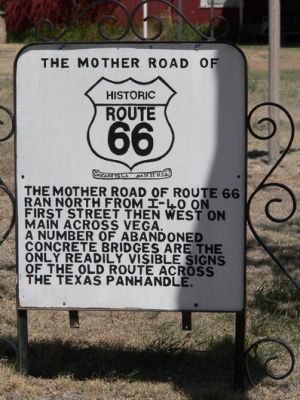 THE MOTHER ROAD OF
HISTORIC
ROUTE
66
THE MOTHER ROAD OF ROUTE 66
RAN NORTH FROM I-40 ON
FIRST STREET THEN WEST ON
MAIN ACROSS VEGA.
A NUMBER OF ABANDONED
CONCRETE BRIDGES ARE THE
ONLY READILY VISIBLE SIGNS
OF THE OLD ROUTE ACROSS
THE TEXAS PANHANDLE.